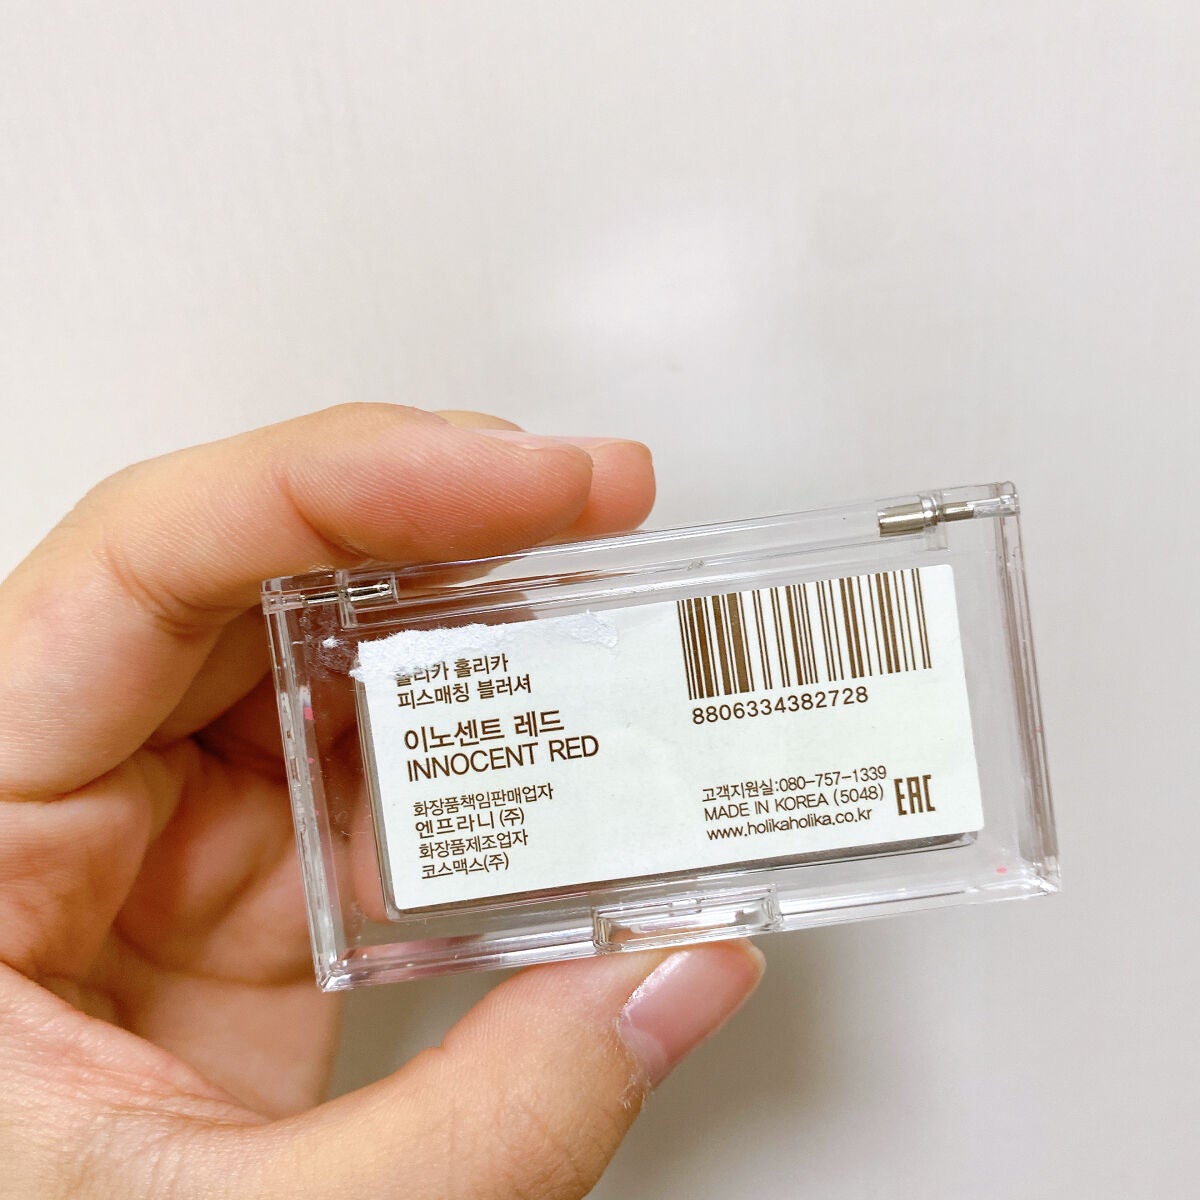 홀리카 홀리카
피스매칭 블러셔
이노센트 레드
INNOCENT RED
화장품책임판매업자
엔프라니 (주)
화장품제조업자
코스맥스(주)
8806334382728
고객지원실:080-757-1339
MADE IN KOREA (5048)
www.holikaholika.co.kr
EAC